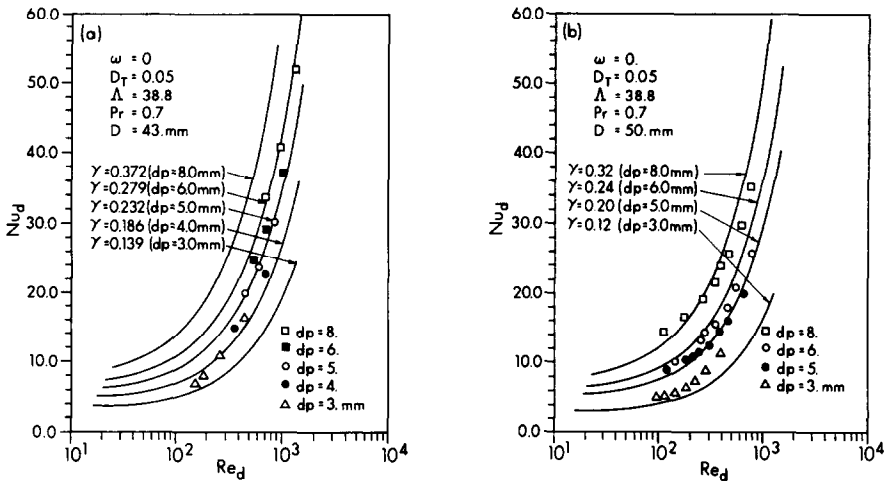 60.0
(a)
ω = 0
D_T = 0.05
Λ = 38.8
Pr = 0.7
D = 43. mm
50.0
40.0
γ=0.372 (dp=8.0mm)
γ=0.279 (dp=6.0mm)
γ=0.232 (dp=5.0mm)
γ=0.186 (dp=4.0mm)
γ=0.139 (dp=3.0mm)
30.0
Nu_d
20.0
10.0
0.0
□ dp = 8.
■ dp = 6.
○ dp = 5.
● dp = 4.
△ dp = 3. mm
10^1 10^2 10^3 10^4
Re_d
60.0
(b)
ω = 0.
D_T = 0.05
Λ = 38.8
Pr = 0.7
D = 50. mm
50.0
40.0
γ=0.32 (dp=8.0mm)
γ=0.24 (dp=6.0mm)
γ=0.20 (dp=5.0mm)
γ=0.12 (dp=3.0mm)
30.0
Nu_d
20.0
10.0
0.0
□ dp = 8.
○ dp = 6.
● dp = 5.
△ dp = 3. mm
10^1 10^2 10^3 10^4
Re_d